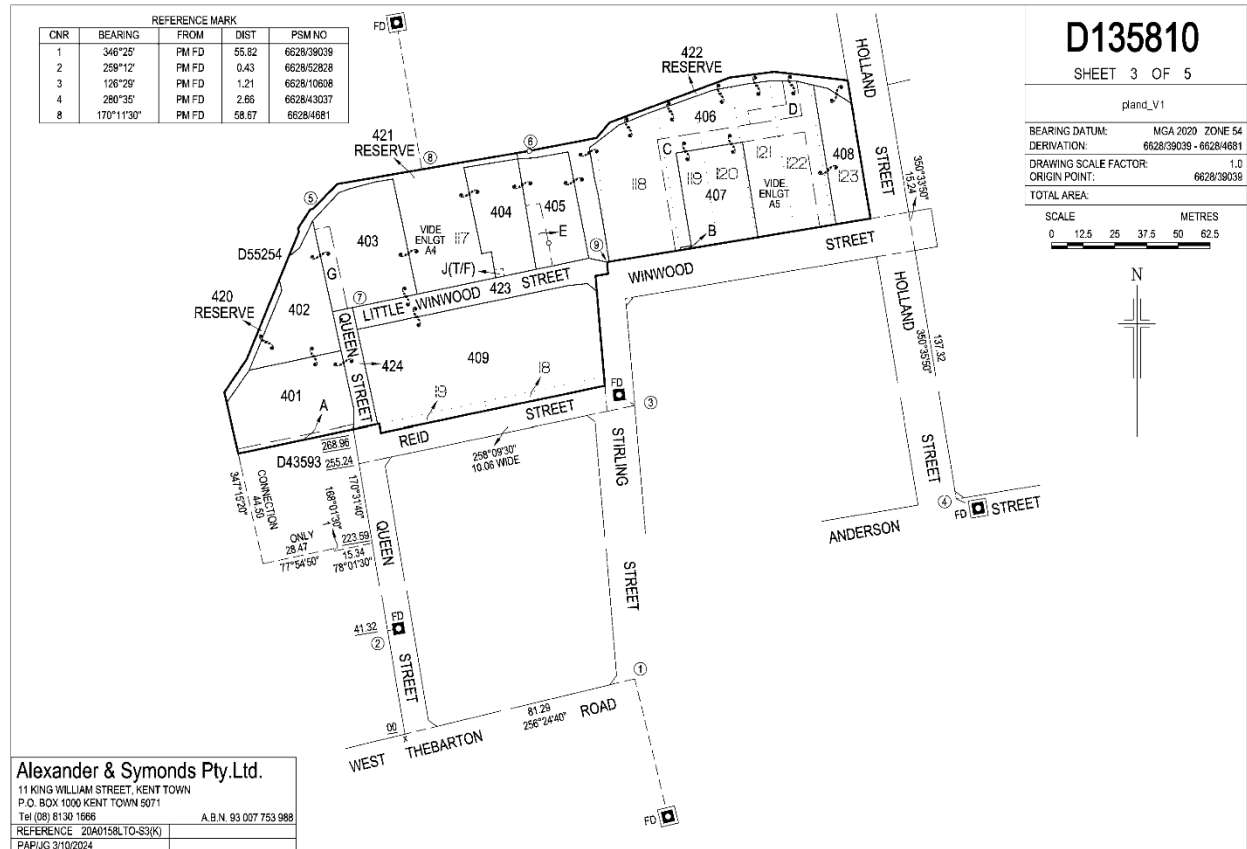 REFERENCE MARK
CNR BEARING FROM DIST PSM NO
1 346°25' PM FD 55.82 6628/39039
2 259°12' PM FD 0.43 6628/52828
3 126°29' PM FD 1.21 6628/10608
4 280°35' PM FD 2.66 6628/43037
8 170°11'30" PM FD 58.67 6628/4681
D135810
SHEET 3 OF 5
pland_V1
BEARING DATUM: MGA 2020 ZONE 54
DERIVATION: 6628/39039 - 6628/4681
DRAWING SCALE FACTOR: 1.0
ORIGIN POINT: 6628/39039
TOTAL AREA:
SCALE METRES
0 12.5 25 37.5 50 62.5
N
FD
HOLLAND
STREET
422
RESERVE
421
RESERVE
8
6
5
406
D
C
408
118
119
120
121
122
123
407
VIDE
ENLGT
A5
B
350°33'50"
15.24
403
VIDE
ENLGT
A4
117
404
405
E
9
J(T/F)
423
D55254
G
402
420
RESERVE
7
LITTLE WINWOOD STREET
WINWOOD STREET
QUEEN
STREET
424
409
401
A
19
18
FD
3
REID STREET
258°09'30"
10.06 WIDE
268.96
D43593 255.24
CONNECTION
44.50
347°15'20"
168°01'30"
1
170°31'40"
ONLY
28.47
77°54'50"
223.59
15.34
78°01'30"
QUEEN
STREET
STIRLING
STREET
HOLLAND
STREET
137.32
350°35'50"
4
FD
STREET
ANDERSON
FD
41.32
2
00
x
1
81.29
256°24'40"
WEST THEBARTON ROAD
FD
Alexander & Symonds Pty.Ltd.
11 KING WILLIAM STREET, KENT TOWN
P.O. BOX 1000 KENT TOWN 5071
Tel (08) 8130 1666 A.B.N. 93 007 753 988
REFERENCE 20A0158LTO-S3(K)
PAP/JG 3/10/2024